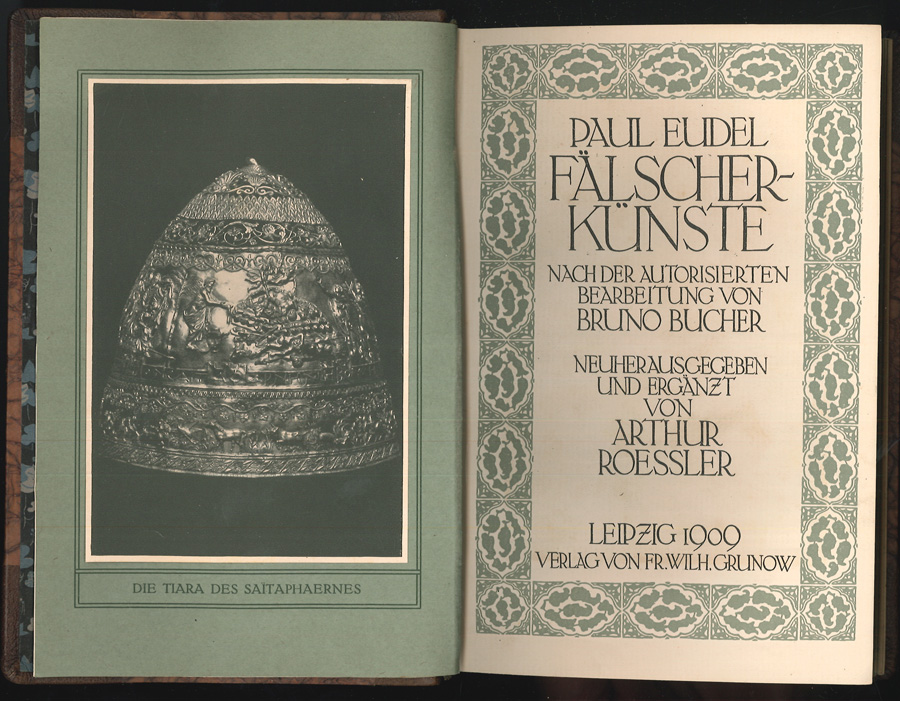 DIE TIARA DES SAÏTAPHAERNES
PAUL EUDEL
FÄLSCHER-
KÜNSTE
NACH DER AUTORISIERTEN
BEARBEITUNG VON
BRUNO BUCHER
NEUHERAUSGEGEBEN
UND ERGÄNZT
VON
ARTHUR
ROESSLER
LEIPZIG 1909
VERLAG VON FR. WILH. GRUNOW